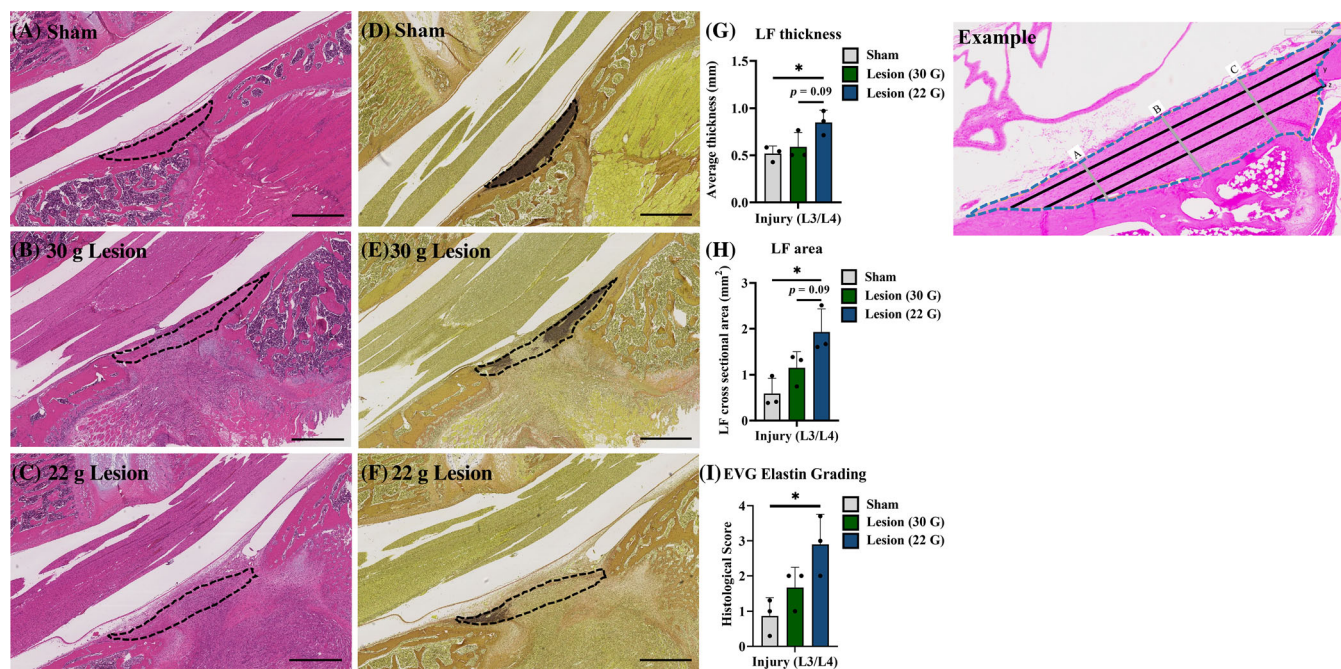 (A) Sham
(B) 30 g Lesion
(C) 22 g Lesion
(D) Sham
(E) 30 g Lesion
(F) 22 g Lesion
(G) LF thickness
Average thickness (mm)
1.5
1.0
0.5
0.0
*
p = 0.09
Injury (L3/L4)
Sham
Lesion (30 G)
Lesion (22 G)
(H) LF area
LF cross sectional area (mm²)
3
2
1
0
*
p = 0.09
Injury (L3/L4)
Sham
Lesion (30 G)
Lesion (22 G)
(I) EVG Elastin Grading
Histological Score
4
3
2
1
0
*
Injury (L3/L4)
Sham
Lesion (30 G)
Lesion (22 G)
Example
A
B
C